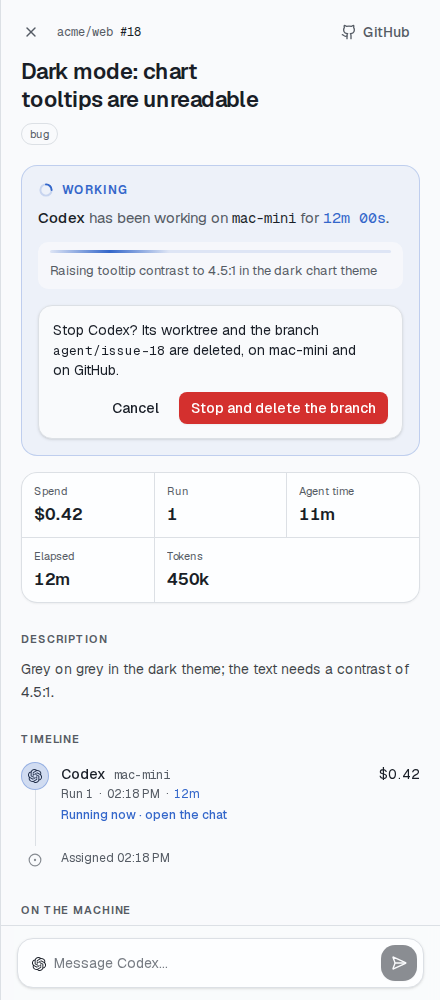 acme/web #18
GitHub
Dark mode: chart
tooltips are unreadable
bug
WORKING
Codex has been working on mac-mini for 12m 00s.
Raising tooltip contrast to 4.5:1 in the dark chart theme
Stop Codex? Its worktree and the branch
agent/issue-18 are deleted, on mac-mini and
on GitHub.
Cancel
Stop and delete the branch
Spend
$0.42
Run
1
Agent time
11m
Elapsed
12m
Tokens
450k
DESCRIPTION
Grey on grey in the dark theme; the text needs a contrast of
4.5:1.
TIMELINE
Codex mac-mini $0.42
Run 1 · 02:18 PM · 12m
Running now · open the chat
Assigned 02:18 PM
ON THE MACHINE
Message Codex...